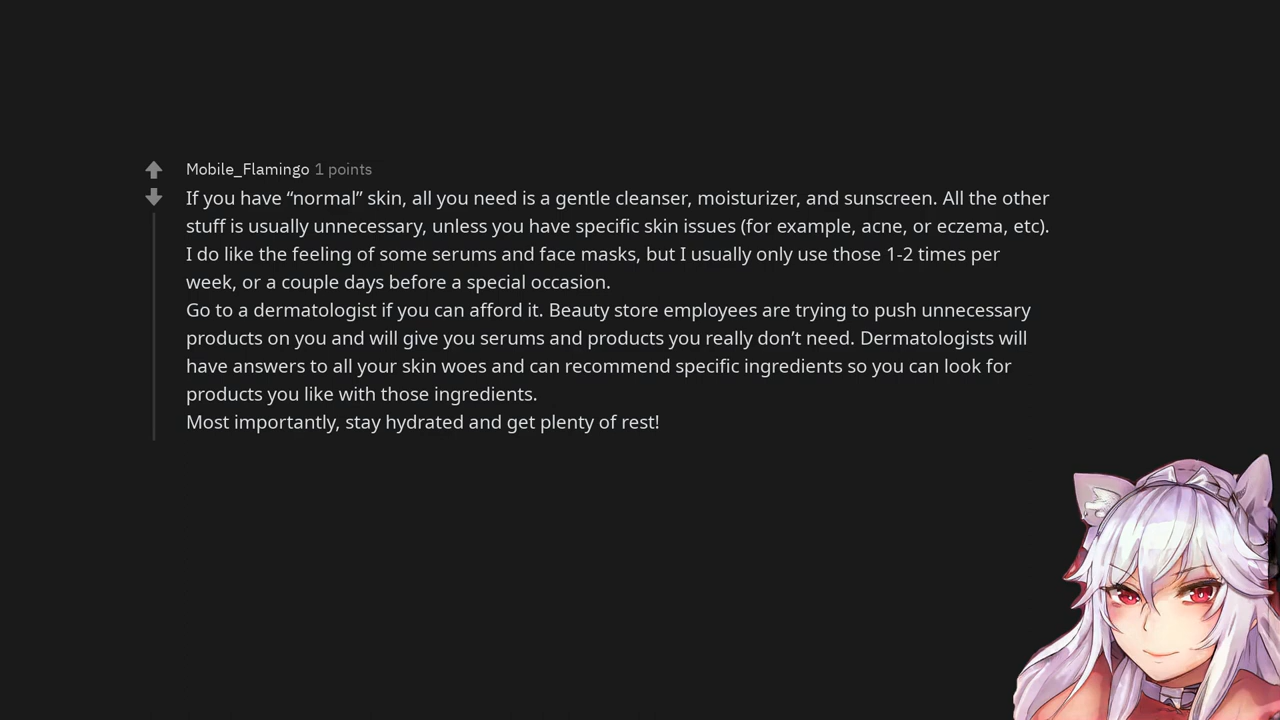 Mobile_Flamingo 1 points
If you have “normal” skin, all you need is a gentle cleanser, moisturizer, and sunscreen. All the other
stuff is usually unnecessary, unless you have specific skin issues (for example, acne, or eczema, etc).
I do like the feeling of some serums and face masks, but I usually only use those 1-2 times per
week, or a couple days before a special occasion.
Go to a dermatologist if you can afford it. Beauty store employees are trying to push unnecessary
products on you and will give you serums and products you really don’t need. Dermatologists will
have answers to all your skin woes and can recommend specific ingredients so you can look for
products you like with those ingredients.
Most importantly, stay hydrated and get plenty of rest!